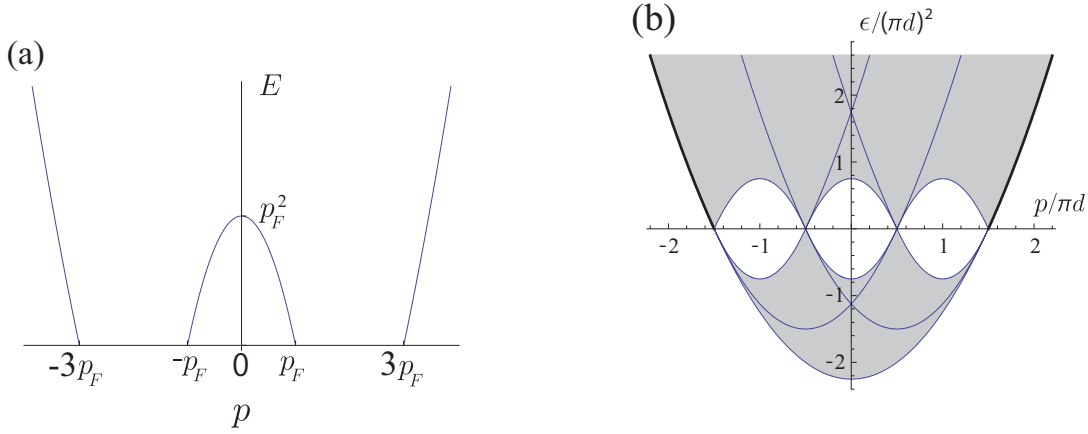 (a)
E
p_F^2
-3p_F
-p_F
0
p_F
3p_F
p
(b)
ϵ/(πd)^2
2
1
p/πd
-2
-1
1
2
-1
-2